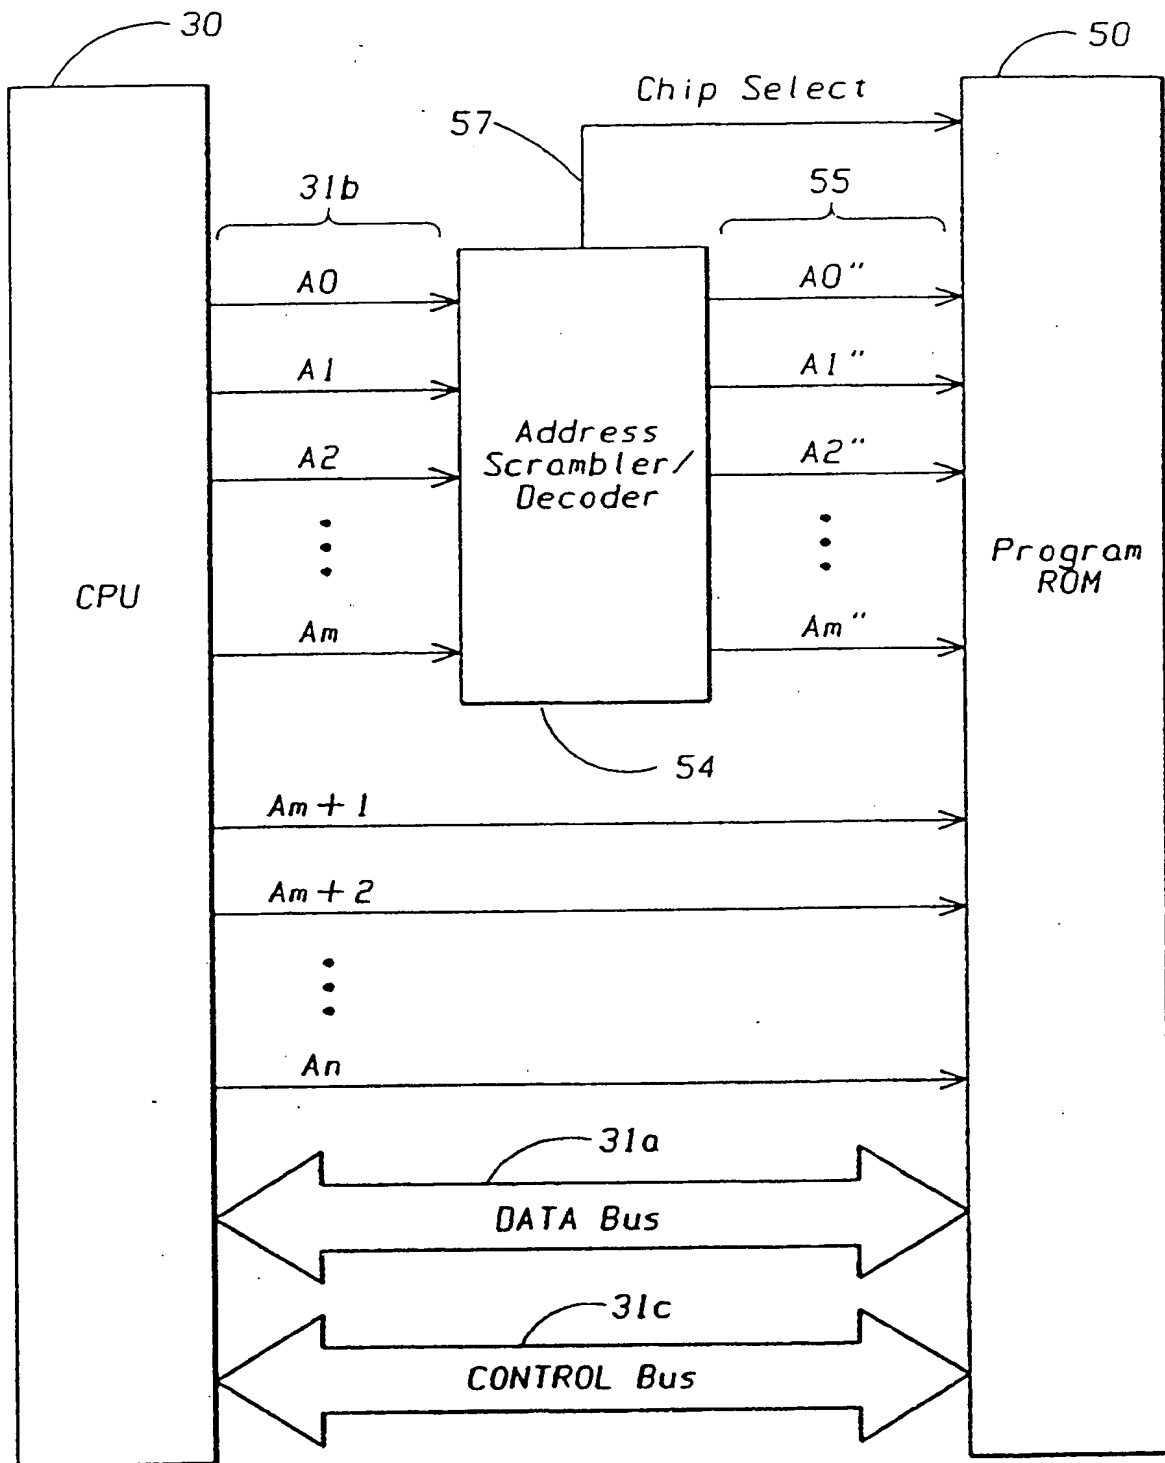 30
50
Chip Select
57
31b
55
A0
A0"
A1
A1"
Address
Scrambler/
Decoder
A2
A2"
CPU
Program
ROM
Am
Am"
54
Am+1
Am+2
An
31a
DATA Bus
31c
CONTROL Bus